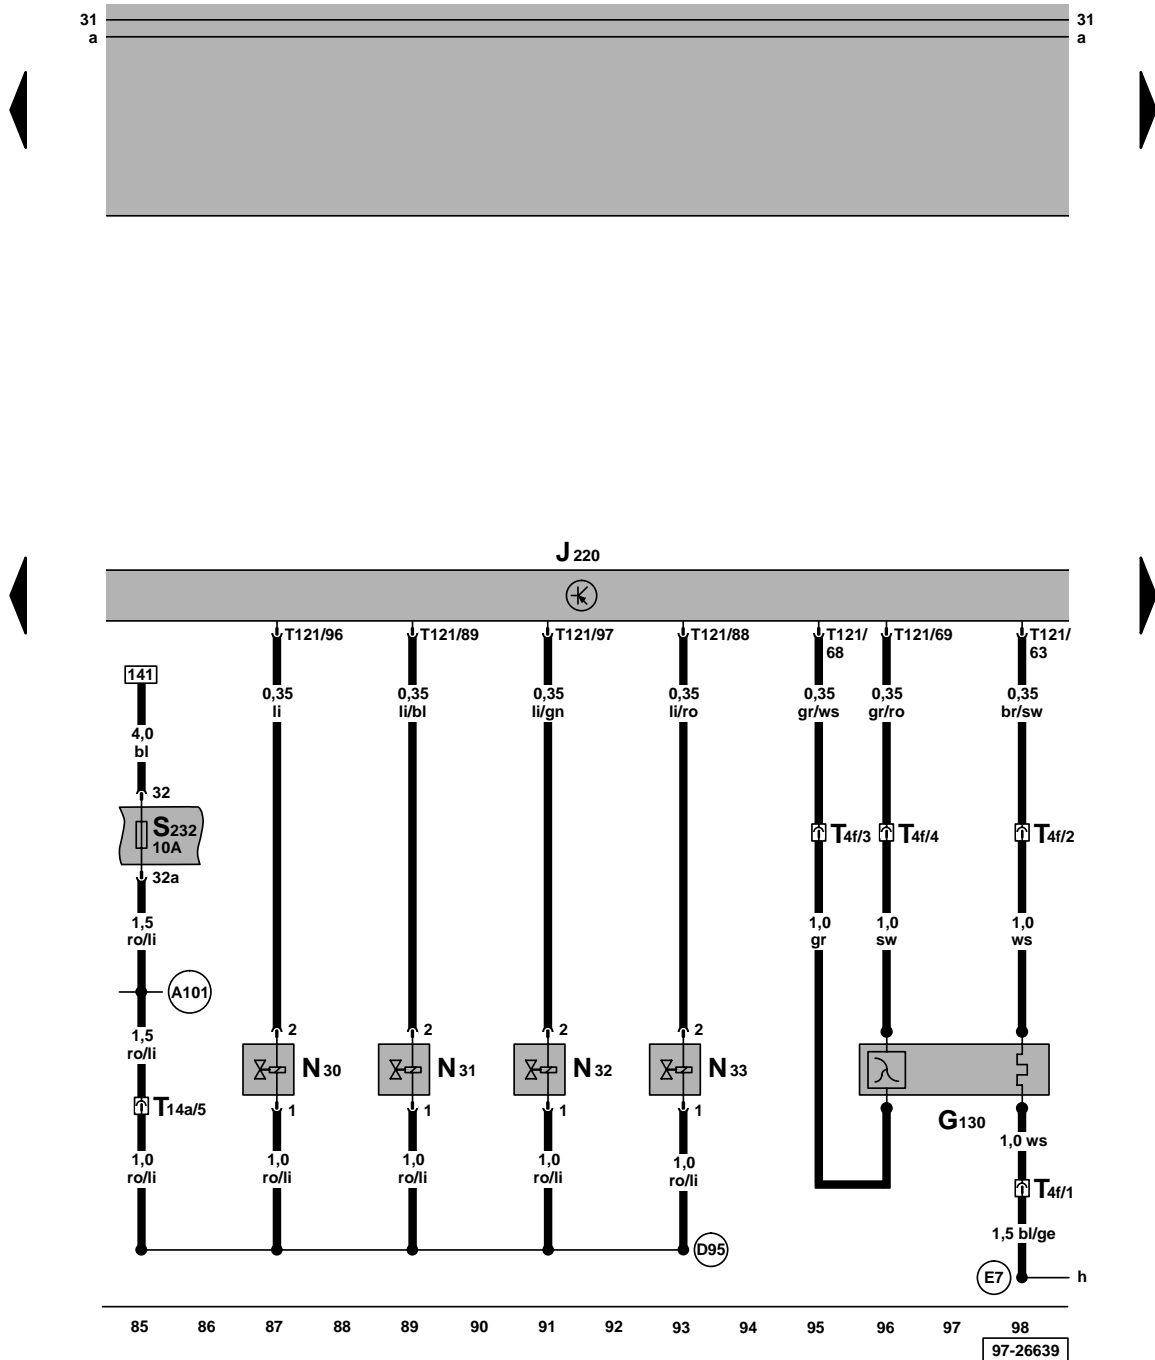 31 31
a a
J 220
T121/96 T121/89 T121/97 T121/88 T121/ T121/69 T121/
68 63
141
0,35 0,35 0,35 0,35 0,35 0,35 0,35
li li/bl li/gn li/ro gr/ws gr/ro br/sw
4,0
bl
32
S232
10A
T4f/3 T4f/4 T4f/2
32a
1,5 1,0 1,0 1,0
ro/li gr sw ws
A101
1,5
ro/li
2 2 2 2
N 30 N 31 N 32 N 33
T14a/5
1 1 1 1
G130
1,0 ws
1,0 1,0 1,0 1,0 1,0
ro/li ro/li ro/li ro/li ro/li
T4f/1
1,5 bl/ge
D95
E7 h
85 86 87 88 89 90 91 92 93 94 95 96 97 98
97-26639